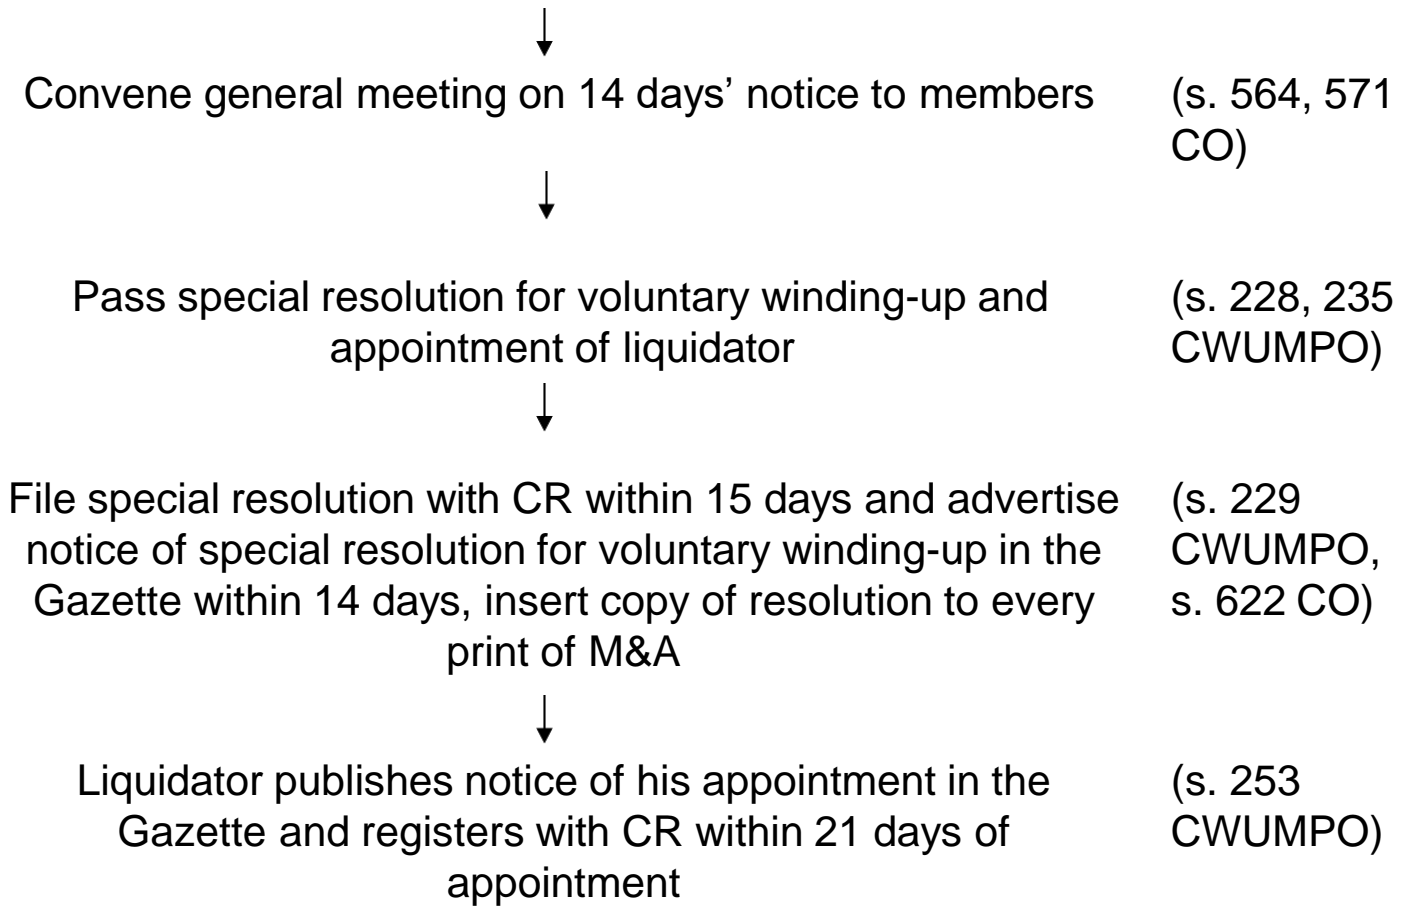 Convene general meeting on 14 days’ notice to members (s. 564, 571
CO)
Pass special resolution for voluntary winding-up and (s. 228, 235
appointment of liquidator CWUMPO)
File special resolution with CR within 15 days and advertise (s. 229
notice of special resolution for voluntary winding-up in the CWUMPO,
Gazette within 14 days, insert copy of resolution to every s. 622 CO)
print of M&A
Liquidator publishes notice of his appointment in the (s. 253
Gazette and registers with CR within 21 days of CWUMPO)
appointment